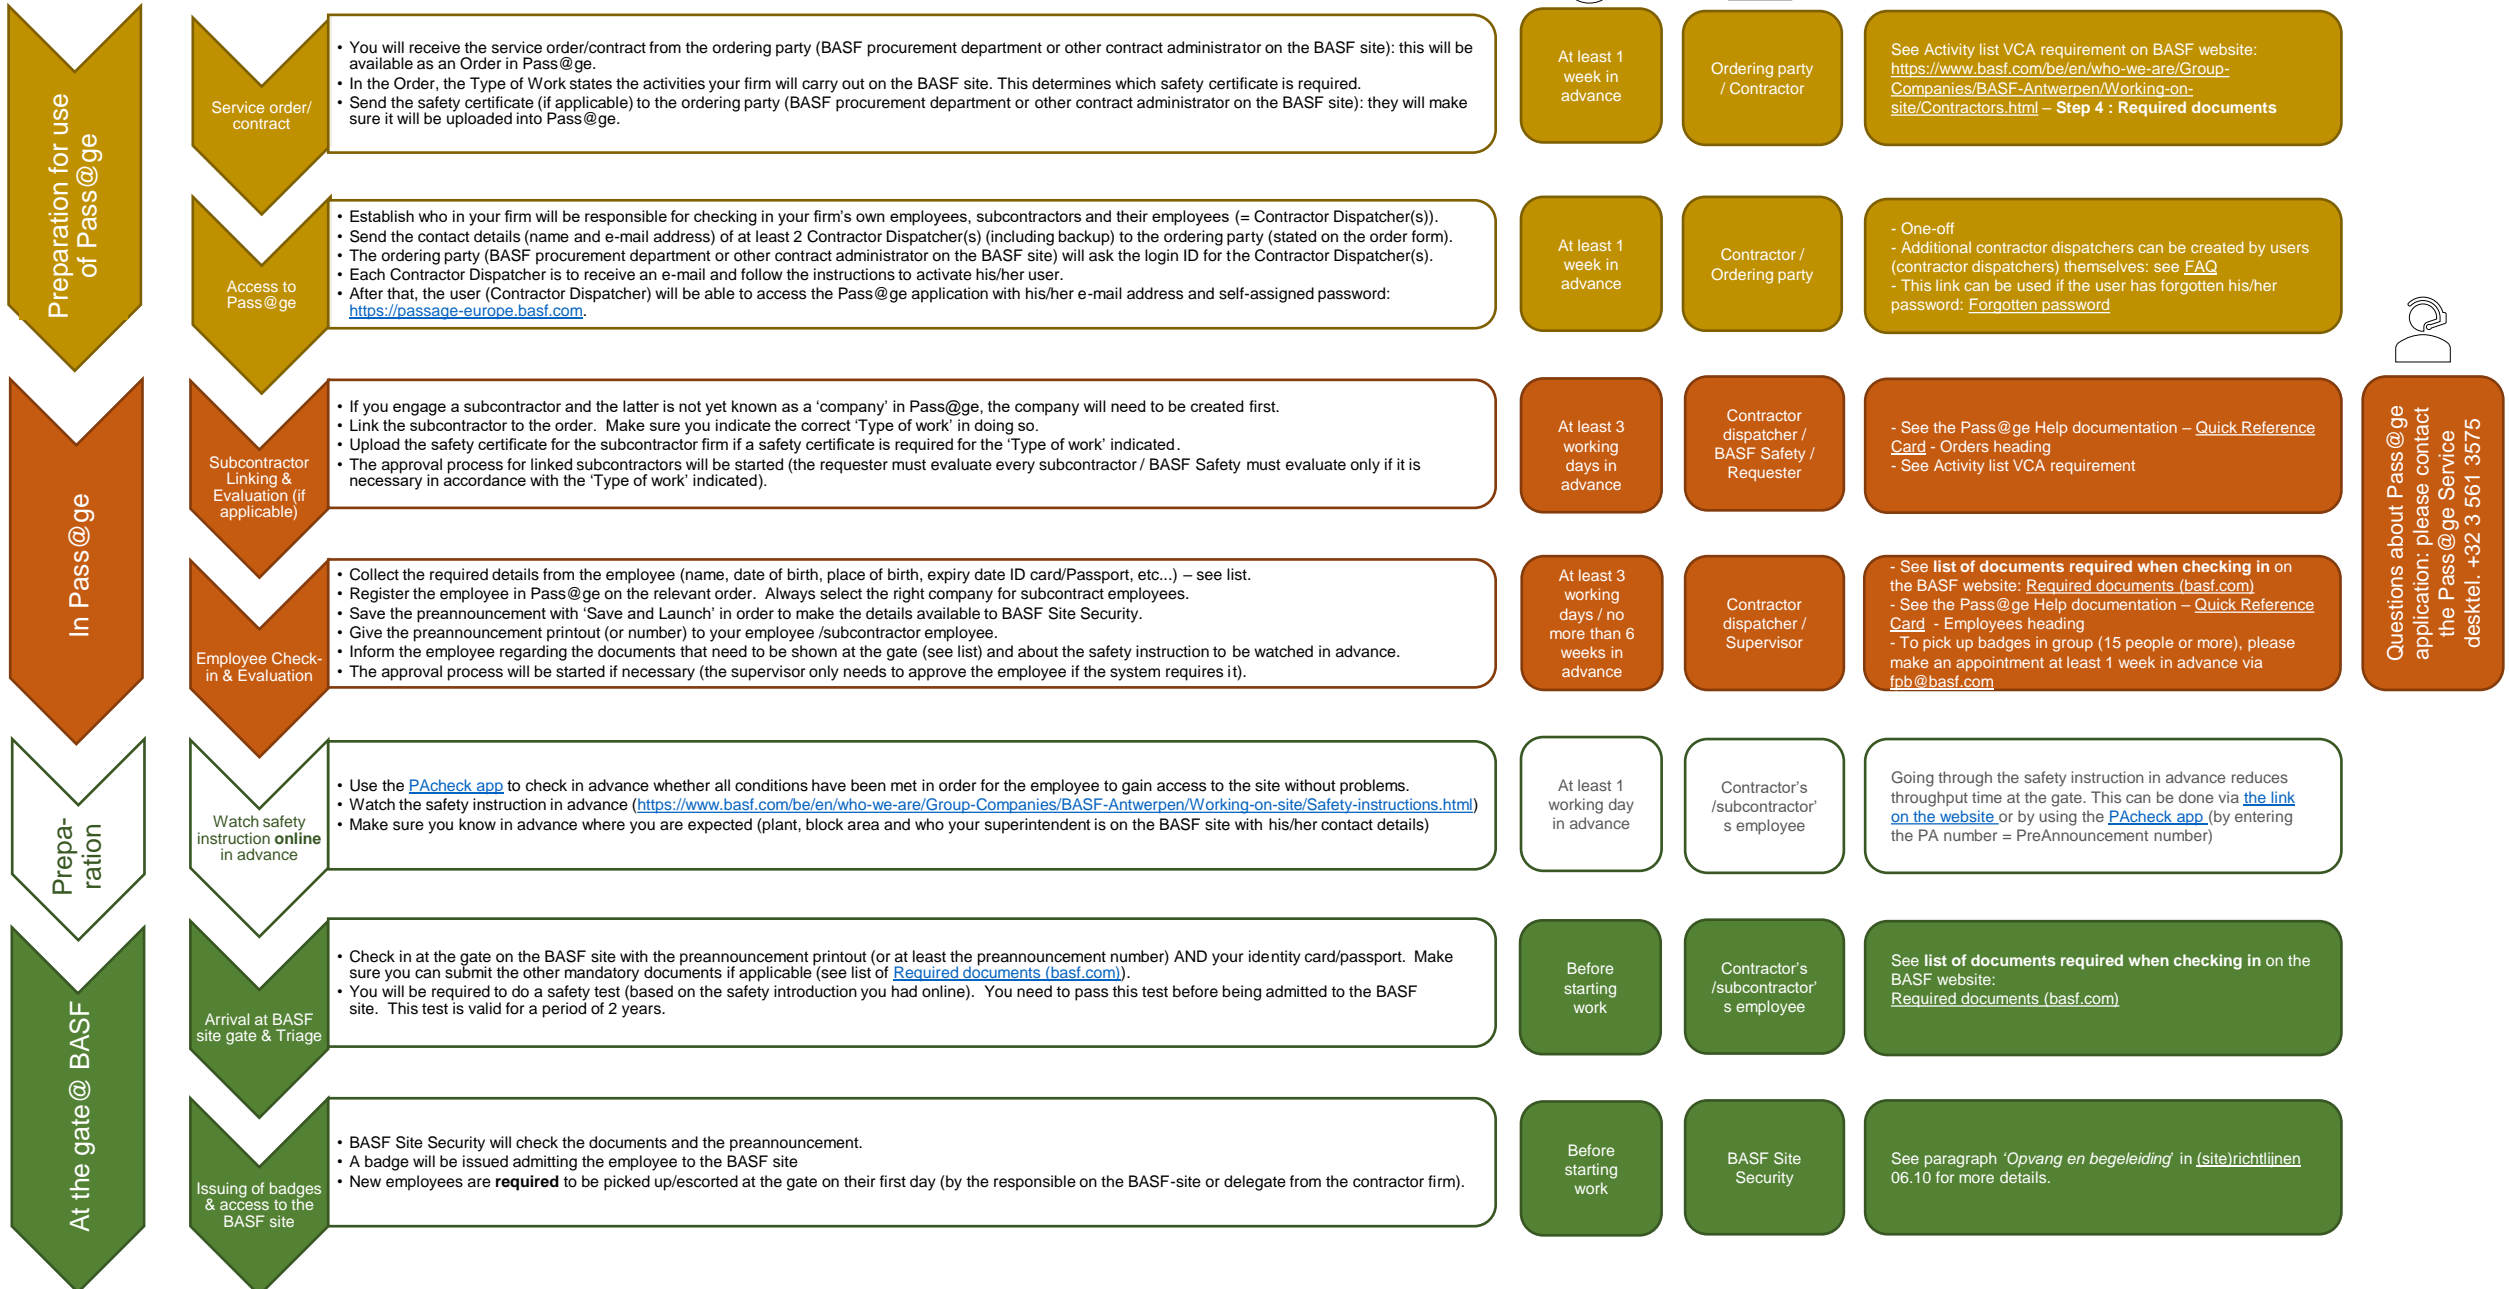 Preparation for use
of Pass@ge
Service order/
contract
• You will receive the service order/contract from the ordering party (BASF procurement department or other contract administrator on the BASF site): this will be
available as an Order in Pass@ge.
• In the Order, the Type of Work states the activities your firm will carry out on the BASF site. This determines which safety certificate is required.
• Send the safety certificate (if applicable) to the ordering party (BASF procurement department or other contract administrator on the BASF site): they will make
sure it will be uploaded into Pass@ge.
At least 1
week in
advance
Ordering party
/ Contractor
See Activity list VCA requirement on BASF website:
https://www.basf.com/be/en/who-we-are/Group-
Companies/BASF-Antwerpen/Working-on-
site/Contractors.html – Step 4 : Required documents
Access to
Pass@ge
• Establish who in your firm will be responsible for checking in your firm's own employees, subcontractors and their employees (= Contractor Dispatcher(s)).
• Send the contact details (name and e-mail address) of at least 2 Contractor Dispatcher(s) (including backup) to the ordering party (stated on the order form).
• The ordering party (BASF procurement department or other contract administrator on the BASF site) will ask the login ID for the Contractor Dispatcher(s).
• Each Contractor Dispatcher is to receive an e-mail and follow the instructions to activate his/her user.
• After that, the user (Contractor Dispatcher) will be able to access the Pass@ge application with his/her e-mail address and self-assigned password:
https://passage-europe.basf.com.
At least 1
week in
advance
Contractor /
Ordering party
- One-off
- Additional contractor dispatchers can be created by users
(contractor dispatchers) themselves: see FAQ
- This link can be used if the user has forgotten his/her
password: Forgotten password
In Pass@ge
Subcontractor
Linking &
Evaluation (if
applicable)
• If you engage a subcontractor and the latter is not yet known as a ‘company’ in Pass@ge, the company will need to be created first.
• Link the subcontractor to the order. Make sure you indicate the correct ‘Type of work’ in doing so.
• Upload the safety certificate for the subcontractor firm if a safety certificate is required for the ‘Type of work’ indicated.
• The approval process for linked subcontractors will be started (the requester must evaluate every subcontractor / BASF Safety must evaluate only if it is
necessary in accordance with the ‘Type of work’ indicated).
At least 3
working
days in
advance
Contractor
dispatcher /
BASF Safety /
Requester
- See the Pass@ge Help documentation – Quick Reference
Card - Orders heading
- See Activity list VCA requirement
Questions about Pass@ge
application: please contact
the Pass@ge Service
desktel. +32 3 561 3575
Employee Check-
in & Evaluation
• Collect the required details from the employee (name, date of birth, place of birth, expiry date ID card/Passport, etc...) – see list.
• Register the employee in Pass@ge on the relevant order. Always select the right company for subcontract employees.
• Save the preannouncement with ‘Save and Launch’ in order to make the details available to BASF Site Security.
• Give the preannouncement printout (or number) to your employee /subcontractor employee.
• Inform the employee regarding the documents that need to be shown at the gate (see list) and about the safety instruction to be watched in advance.
• The approval process will be started if necessary (the supervisor only needs to approve the employee if the system requires it).
At least 3
working
days / no
more than 6
weeks in
advance
Contractor
dispatcher /
Supervisor
- See list of documents required when checking in on
the BASF website: Required documents (basf.com)
- See the Pass@ge Help documentation – Quick Reference
Card - Employees heading
- To pick up badges in group (15 people or more), please
make an appointment at least 1 week in advance via
fpb@basf.com
Prepa-
ration
Watch safety
instruction online
in advance
• Use the PAcheck app to check in advance whether all conditions have been met in order for the employee to gain access to the site without problems.
• Watch the safety instruction in advance (https://www.basf.com/be/en/who-we-are/Group-Companies/BASF-Antwerpen/Working-on-site/Safety-instructions.html)
• Make sure you know in advance where you are expected (plant, block area and who your superintendent is on the BASF site with his/her contact details)
At least 1
working day
in advance
Contractor's
/subcontractor'
s employee
Going through the safety instruction in advance reduces
throughput time at the gate. This can be done via the link
on the website or by using the PAcheck app (by entering
the PA number = PreAnnouncement number)
At the gate@ BASF
Arrival at BASF
site gate & Triage
• Check in at the gate on the BASF site with the preannouncement printout (or at least the preannouncement number) AND your identity card/passport. Make
sure you can submit the other mandatory documents if applicable (see list of Required documents (basf.com)).
• You will be required to do a safety test (based on the safety introduction you had online). You need to pass this test before being admitted to the BASF
site. This test is valid for a period of 2 years.
Before
starting
work
Contractor's
/subcontractor'
s employee
See list of documents required when checking in on the
BASF website:
Required documents (basf.com)
Issuing of badges
& access to the
BASF site
• BASF Site Security will check the documents and the preannouncement.
• A badge will be issued admitting the employee to the BASF site
• New employees are required to be picked up/escorted at the gate on their first day (by the responsible on the BASF-site or delegate from the contractor firm).
Before
starting
work
BASF Site
Security
See paragraph ‘Opvang en begeleiding’ in (site)richtlijnen
06.10 for more details.